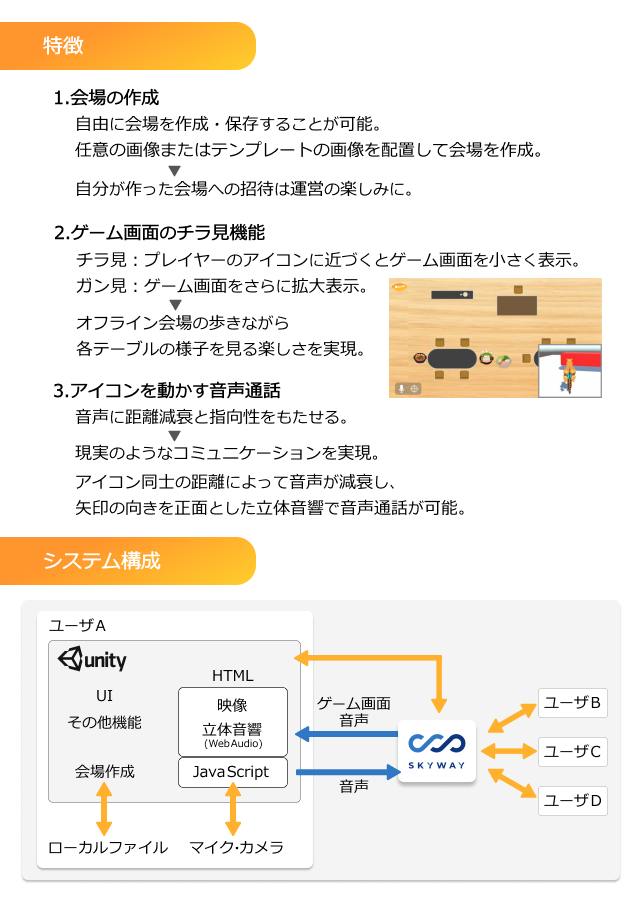 特徴
1.会場の作成
自由に会場を作成・保存することが可能。
任意の画像またはテンプレートの画像を配置して会場を作成。
▼
自分が作った会場への招待は運営の楽しみに。
2.ゲーム画面のチラ見機能
チラ見：プレイヤーのアイコンに近づくとゲーム画面を小さく表示。
ガン見：ゲーム画面をさらに拡大表示。
▼
オフライン会場の歩きながら
各テーブルの様子を見る楽しさを実現。
3.アイコンを動かす音声通話
音声に距離減衰と指向性をもたせる。
▼
現実のようなコミュニケーションを実現。
アイコン同士の距離によって音声が減衰し、
矢印の向きを正面とした立体音響で音声通話が可能。
システム構成
ユーザA
unity
HTML
UI
その他機能
会場作成
映像
立体音響
(WebAudio)
JavaScript
ローカルファイル
マイク・カメラ
ゲーム画面
音声
音声
SKYWAY
ユーザB
ユーザC
ユーザD